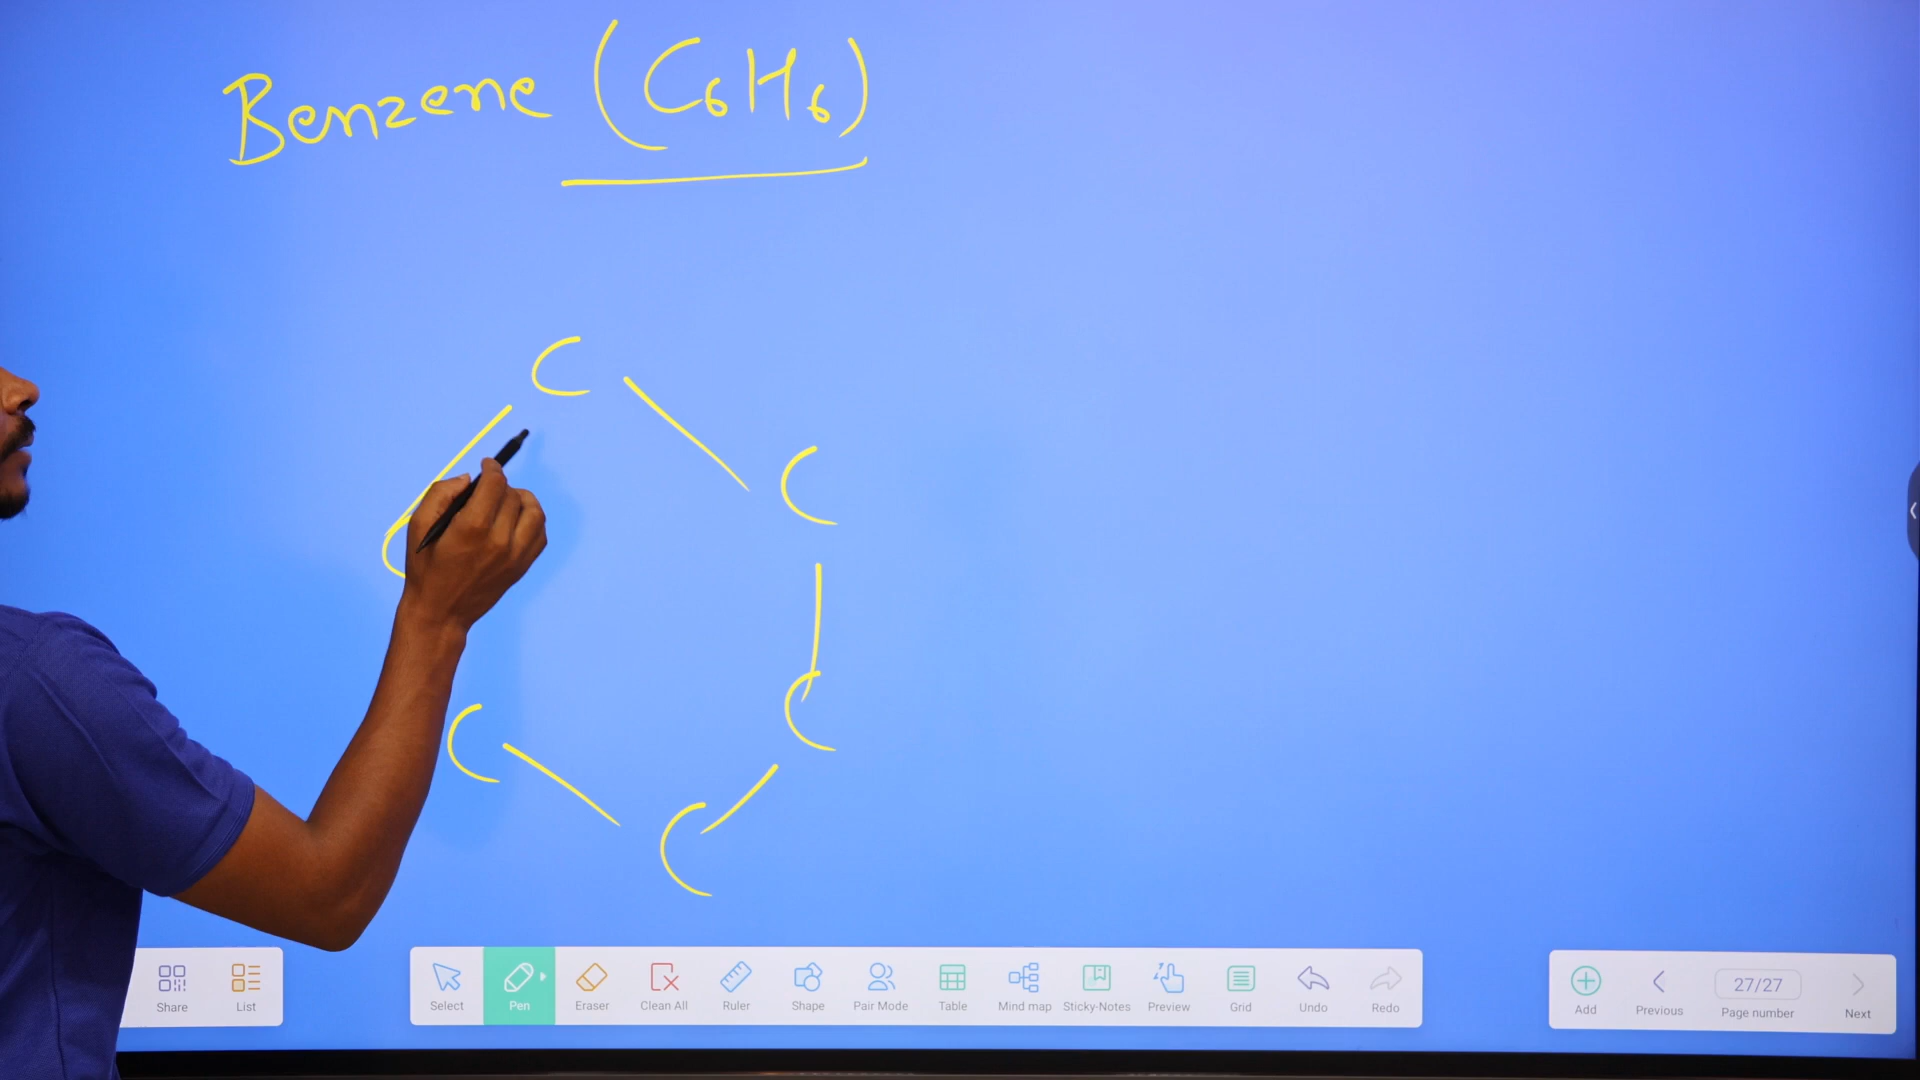 Benzene (C6H6)
C
C
C
C
C
C
Share
List
Select
Pen
Eraser
Clean All
Ruler
Shape
Pair Mode
Table
Mind map
Sticky-Notes
Preview
Grid
Undo
Redo
Add
Previous
27/27
Page number
Next